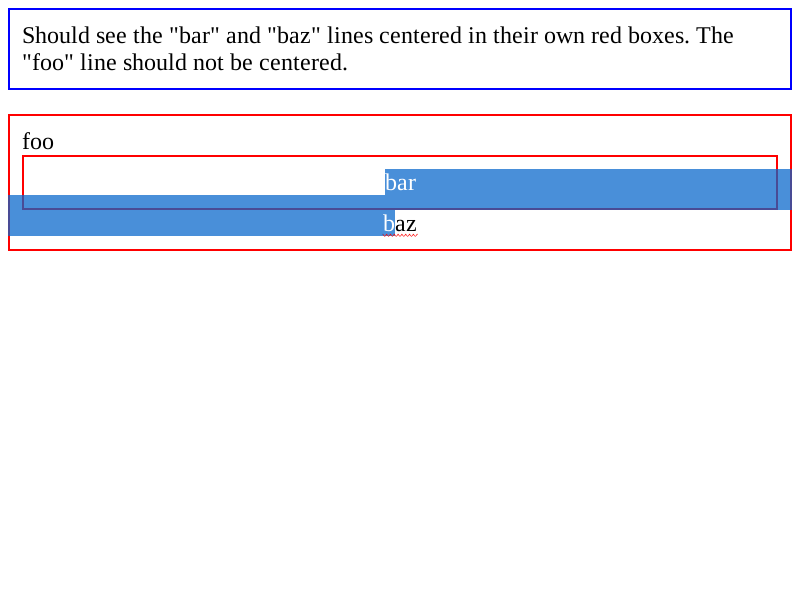 Should see the "bar" and "baz" lines centered in their own red boxes. The
"foo" line should not be centered.
foo
bar
baz